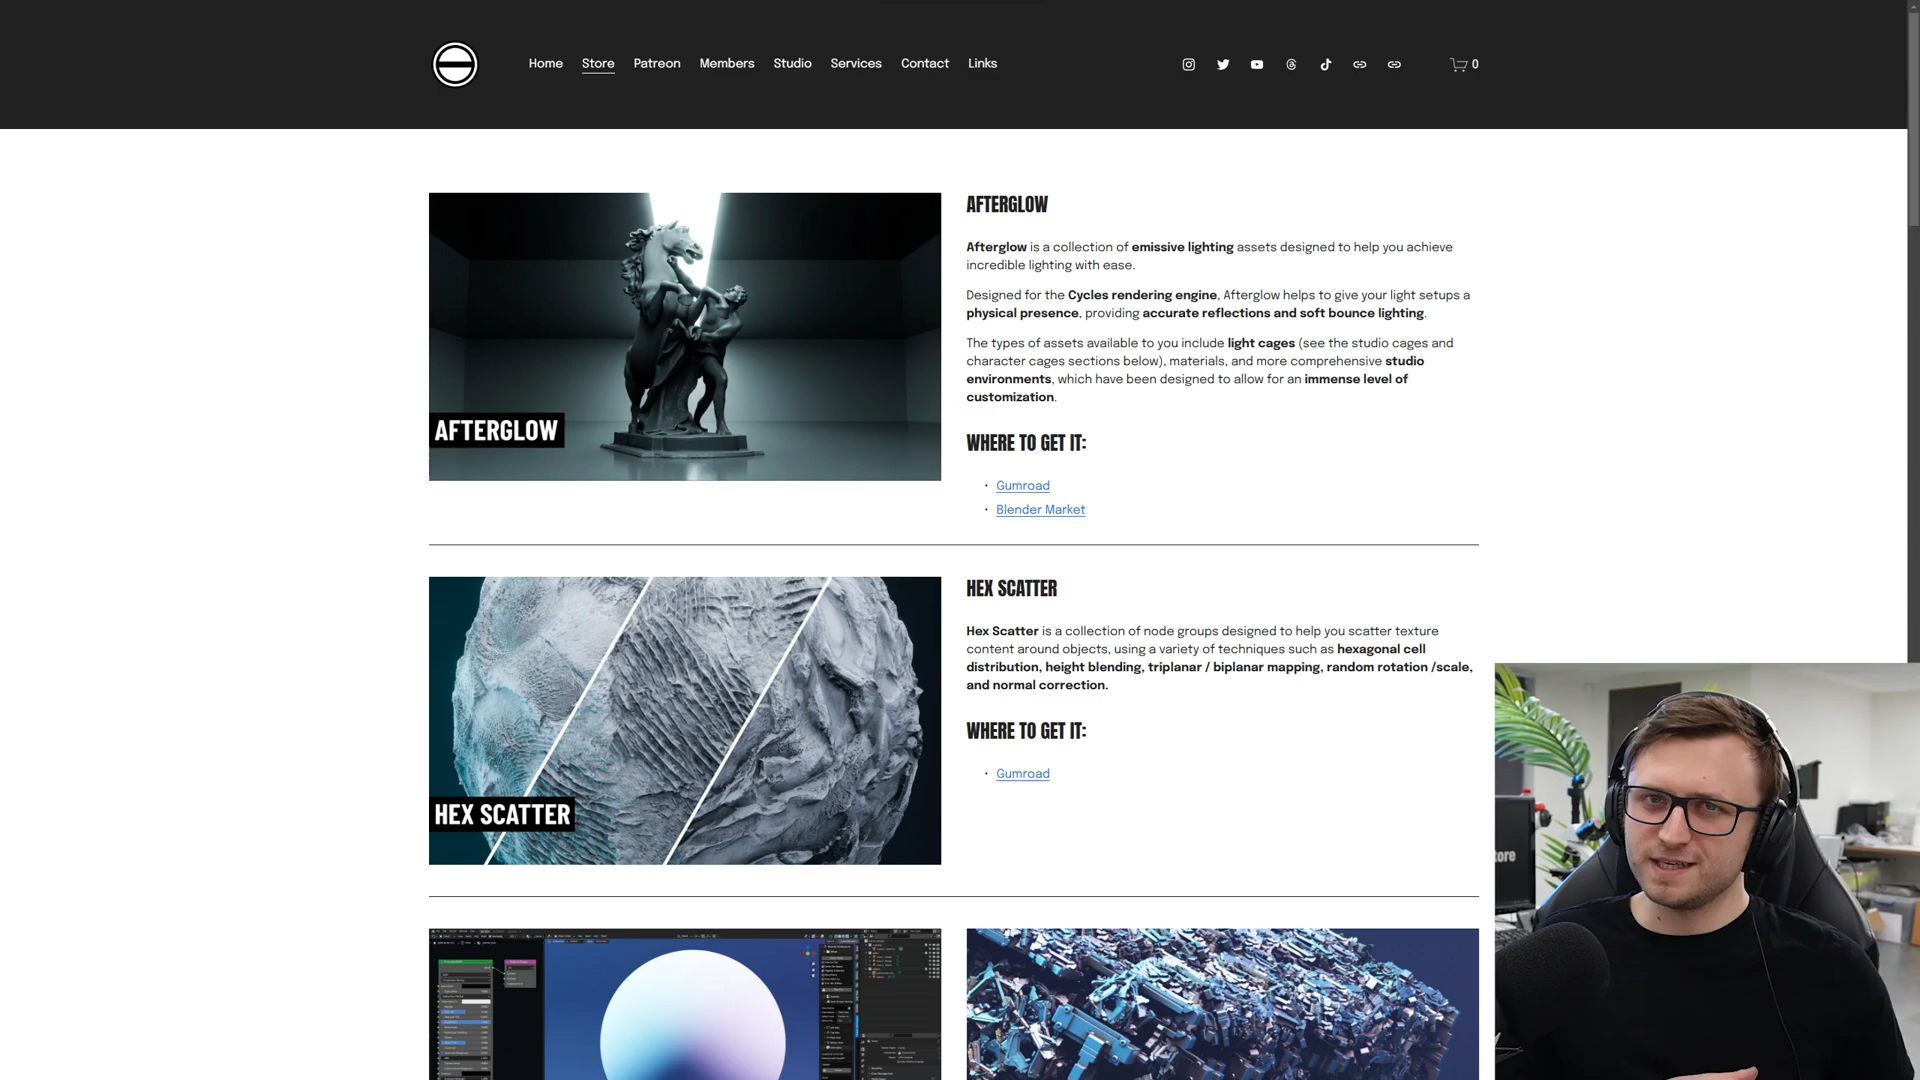 Home Store Patreon Members Studio Services Contact Links
0
AFTERGLOW
AFTERGLOW
Afterglow is a collection of emissive lighting assets designed to help you achieve
incredible lighting with ease.
Designed for the Cycles rendering engine, Afterglow helps to give your light setups a
physical presence, providing accurate reflections and soft bounce lighting.
The types of assets available to you include light cages (see the studio cages and
character cages sections below), materials, and more comprehensive studio
environments, which have been designed to allow for an immense level of
customization.
WHERE TO GET IT:
• Gumroad
• Blender Market
HEX SCATTER
HEX SCATTER
Hex Scatter is a collection of node groups designed to help you scatter texture
content around objects, using a variety of techniques such as hexagonal cell
distribution, height blending, triplanar / biplanar mapping, random rotation /scale,
and normal correction.
WHERE TO GET IT:
• Gumroad